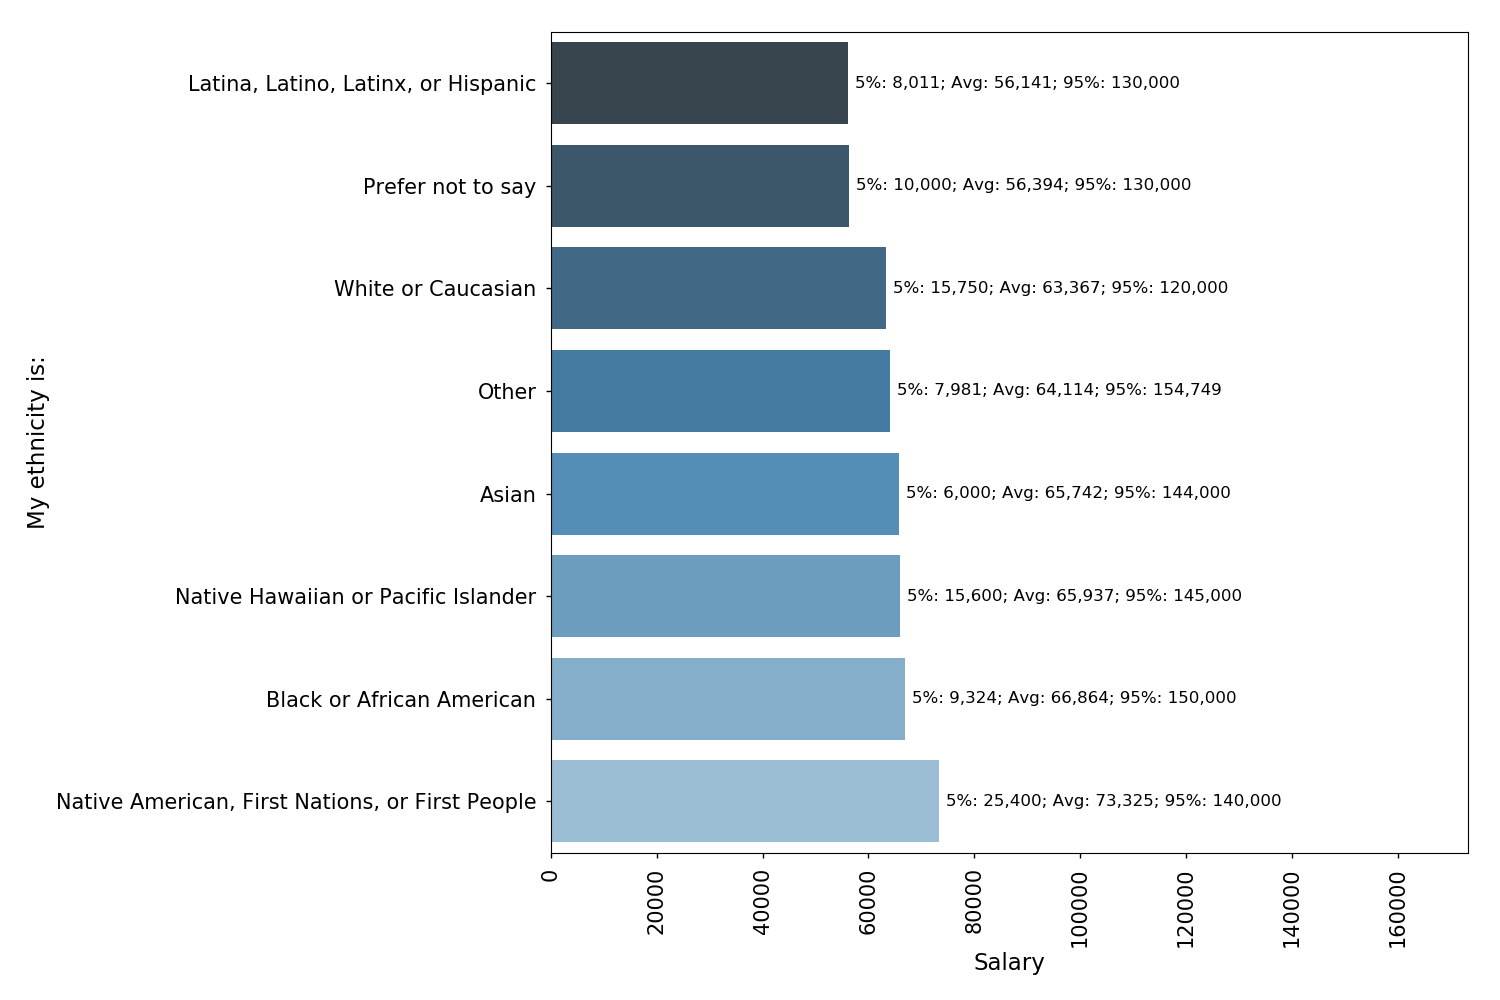 My ethnicity is:
Latina, Latino, Latinx, or Hispanic
5%: 8,011; Avg: 56,141; 95%: 130,000
Prefer not to say
5%: 10,000; Avg: 56,394; 95%: 130,000
White or Caucasian
5%: 15,750; Avg: 63,367; 95%: 120,000
Other
5%: 7,981; Avg: 64,114; 95%: 154,749
Asian
5%: 6,000; Avg: 65,742; 95%: 144,000
Native Hawaiian or Pacific Islander
5%: 15,600; Avg: 65,937; 95%: 145,000
Black or African American
5%: 9,324; Avg: 66,864; 95%: 150,000
Native American, First Nations, or First People
5%: 25,400; Avg: 73,325; 95%: 140,000
0
20000
40000
60000
80000
100000
120000
140000
160000
Salary